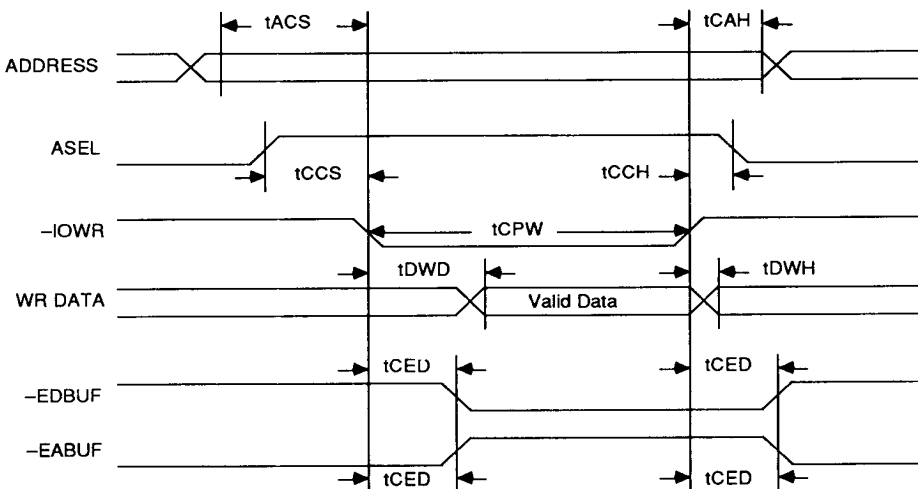 tACS
tCAH
ADDRESS
ASEL
tCCS
tCCH
–IOWR
tCPW
tDWD
tDWH
WR DATA
Valid Data
tCED
tCED
–EDBUF
–EABUF
tCED
tCED